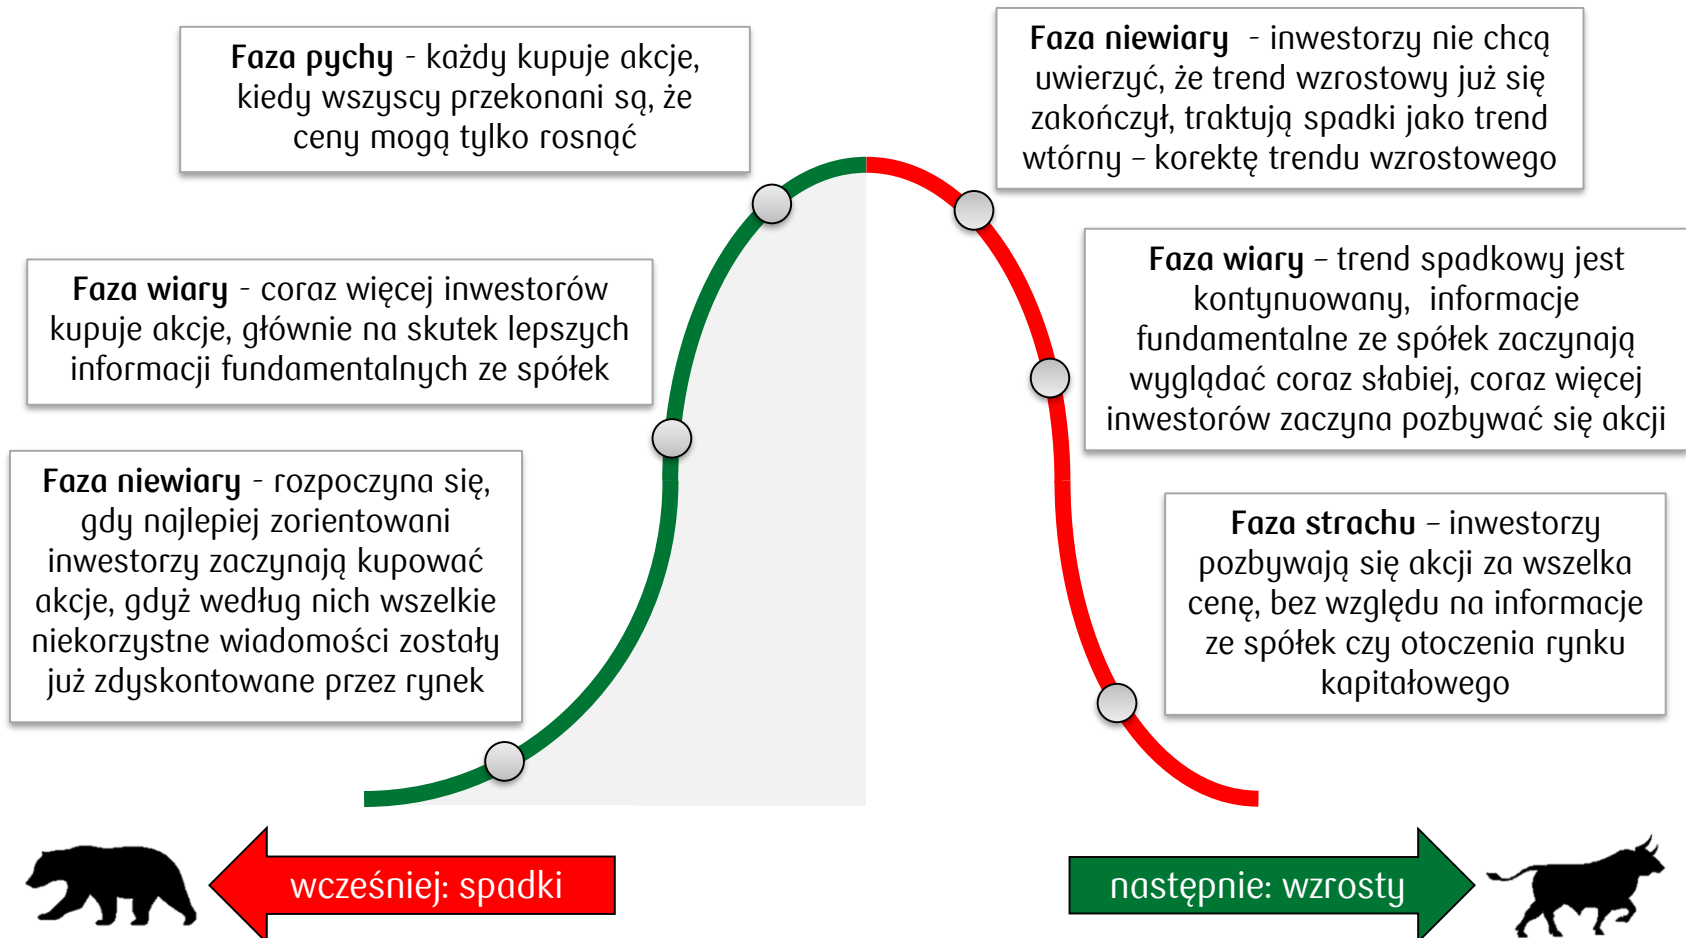 Faza pychy - każdy kupuje akcje,
kiedy wszyscy przekonani są, że
ceny mogą tylko rosnąć
Faza niewiary - inwestorzy nie chcą
uwierzyć, że trend wzrostowy już się
zakończył, traktują spadki jako trend
wtórny – korektę trendu wzrostowego
Faza wiary - coraz więcej inwestorów
kupuje akcje, głównie na skutek lepszych
informacji fundamentalnych ze spółek
Faza wiary – trend spadkowy jest
kontynuowany, informacje
fundamentalne ze spółek zaczynają
wyglądać coraz słabiej, coraz więcej
inwestorów zaczyna pozbywać się akcji
Faza niewiary - rozpoczyna się,
gdy najlepiej zorientowani
inwestorzy zaczynają kupować
akcje, gdyż według nich wszelkie
niekorzystne wiadomości zostały
już zdyskontowane przez rynek
Faza strachu – inwestorzy
pozbywają się akcji za wszelka
cenę, bez względu na informacje
ze spółek czy otoczenia rynku
kapitałowego
wcześniej: spadki
następnie: wzrosty